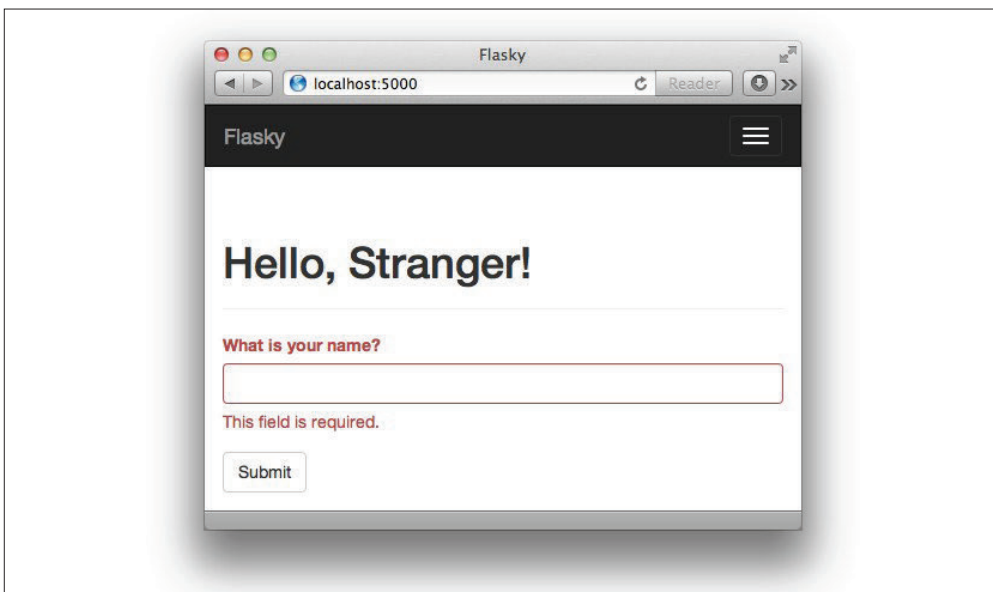 Flasky
localhost:5000
Reader
Flasky
Hello, Stranger!
What is your name?
This field is required.
Submit